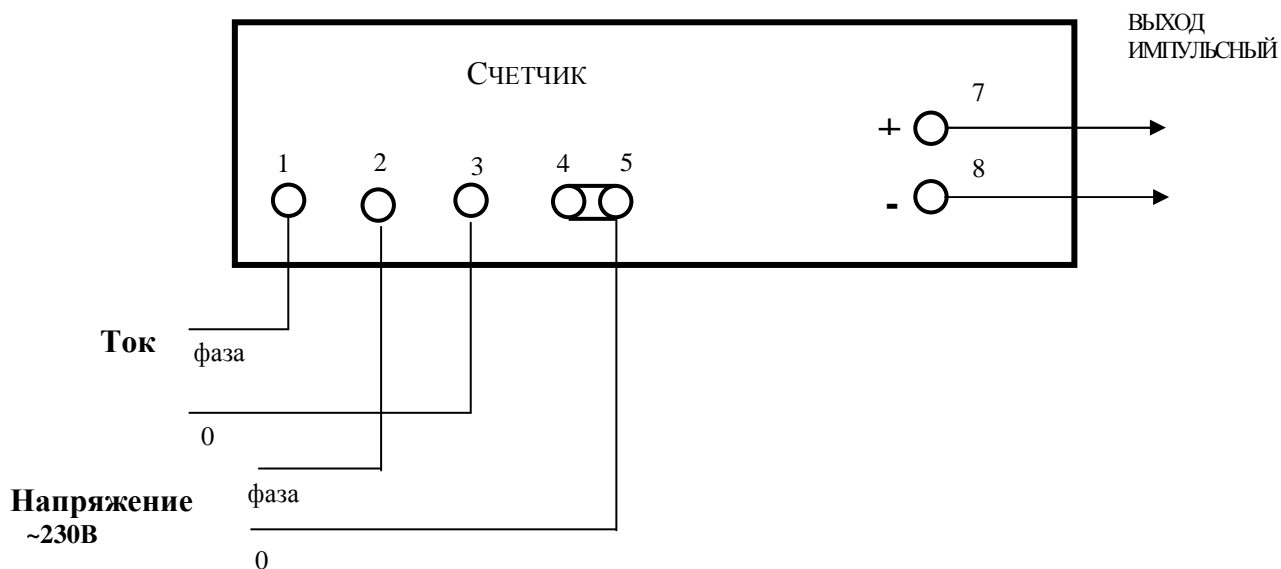 ВЫХОД
ИМПУЛЬСНЫЙ
СЧЕТЧИК
7
+
8
-
1 2 3 4 5
Ток
фаза
0
Напряжение
~230В
фаза
0